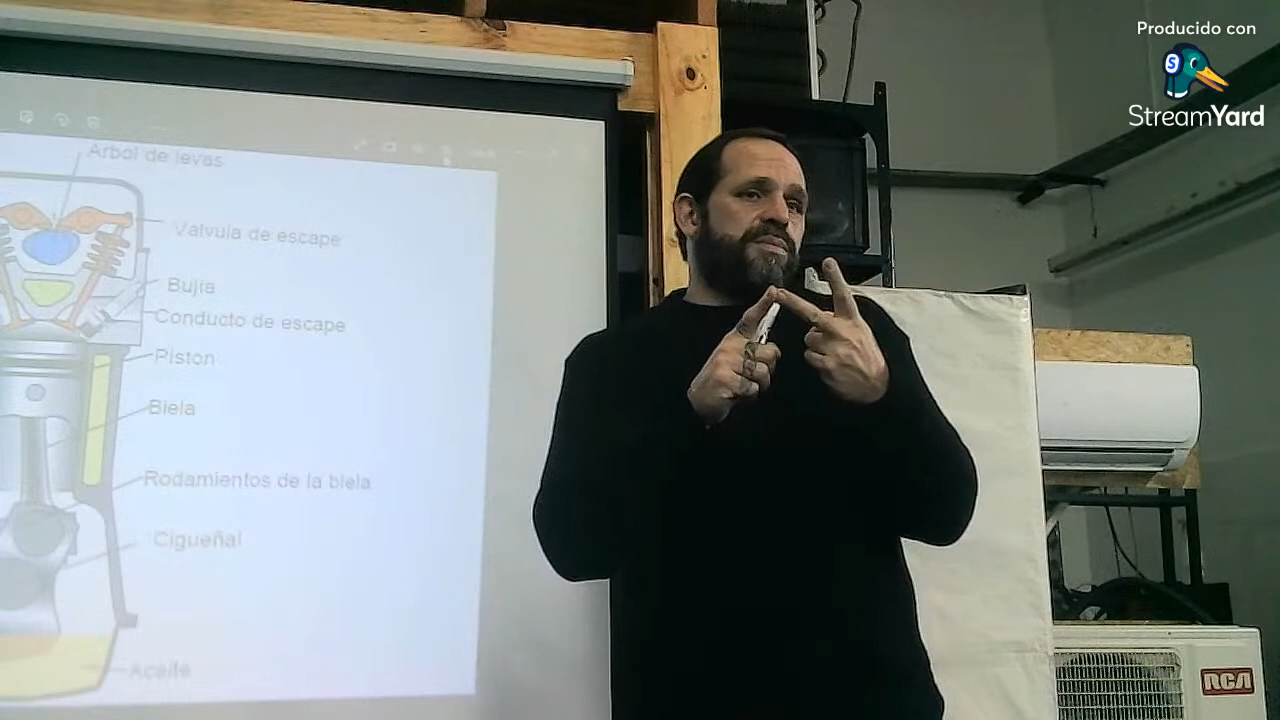 Producido con
StreamYard
Arbol de levas
Valvula de escape
Bujia
Conducto de escape
Piston
Biela
Rodamientos de la biela
Cigueñal
Aceite
RCA